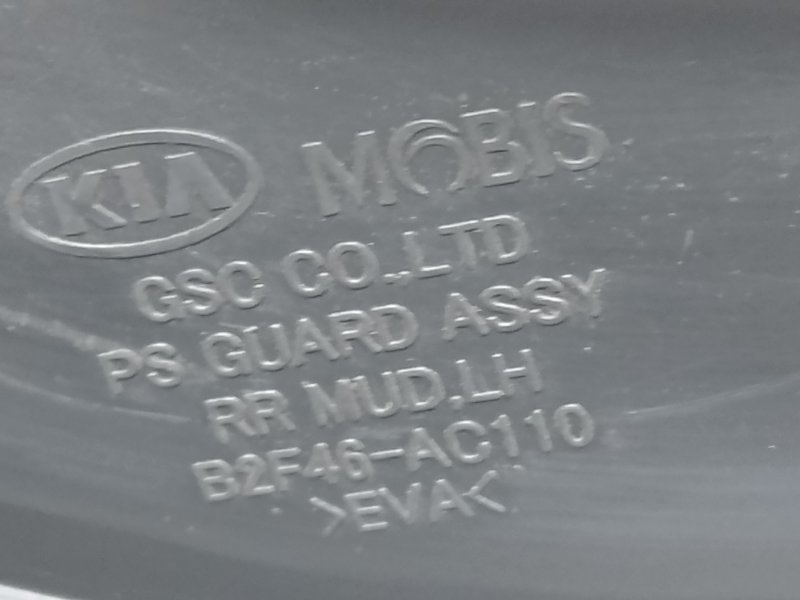 KIA MOBIS
GSC CO.,LTD
PS GUARD ASSY
RR MUD,LH
B2F46-AC110
>EVA<